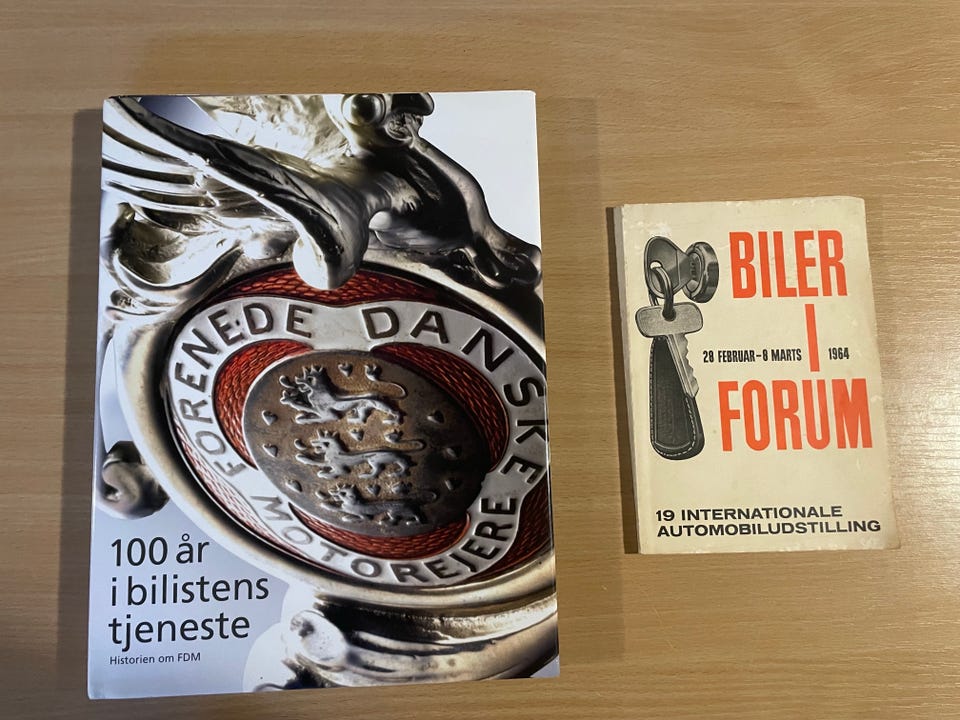 FORENEDE DANSKE
MOTOREJERE
100 år
i bilistens
tjeneste
Historien om FDM
BILER
28 FEBRUAR-8 MARTS I 1964
FORUM
19 INTERNATIONALE
AUTOMOBILUDSTILLING